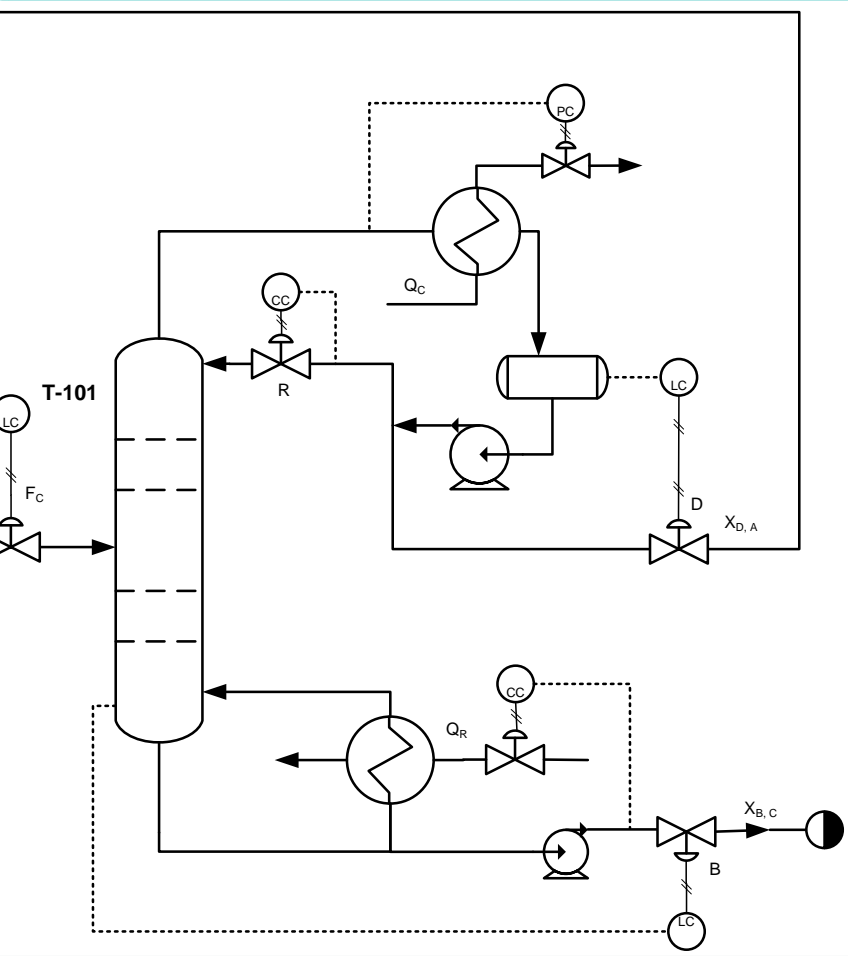 PC
Q_C
CC
R
T-101
LC
LC
F_C
D
X_D, A
CC
Q_R
X_B, C
B
LC